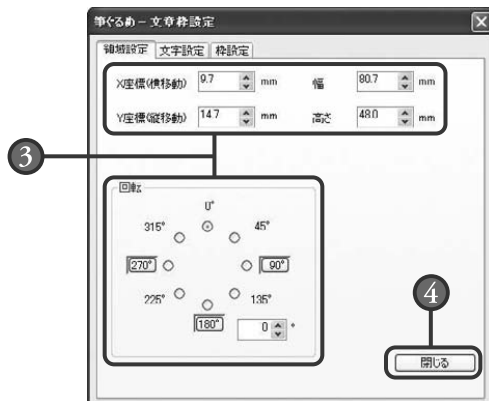 筆ぐるめ - 文章枠設定
領域設定 文字設定 枠設定
X座標(横移動) 9.7 mm 幅 80.7 mm
Y座標(縦移動) 14.7 mm 高さ 48.0 mm
3
回転
0°
315° 45°
270° 90°
4
225° 135°
180° 0 °
閉じる